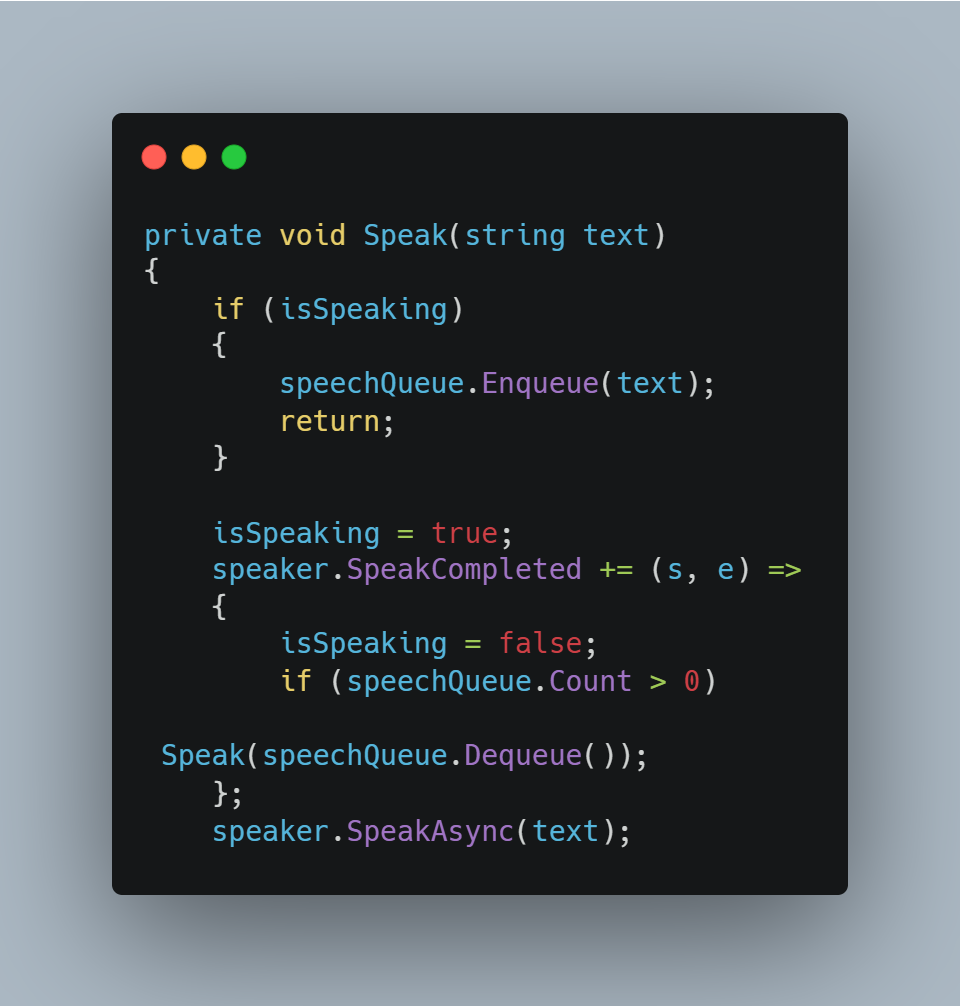 private void Speak(string text)
{
    if (isSpeaking)
    {
        speechQueue.Enqueue(text);
        return;
    }

    isSpeaking = true;
    speaker.SpeakCompleted += (s, e) =>
    {
        isSpeaking = false;
        if (speechQueue.Count > 0)

 Speak(speechQueue.Dequeue());
    };
    speaker.SpeakAsync(text);